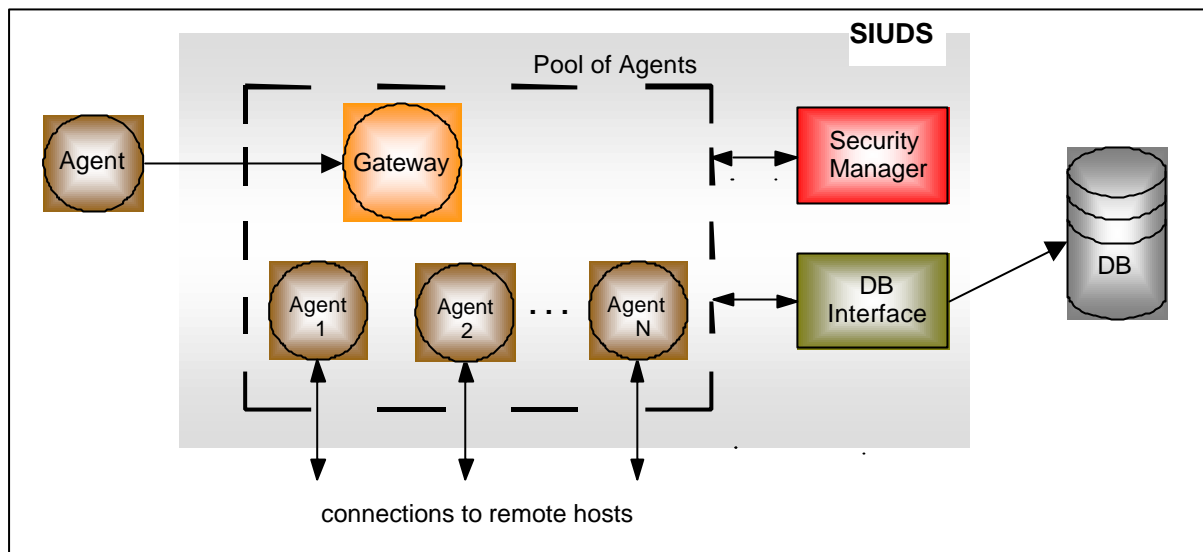 SIUDS
Pool of Agents
Agent
Gateway
Security
Manager
Agent
1
Agent
2
. . .
Agent
N
DB
Interface
DB
connections to remote hosts